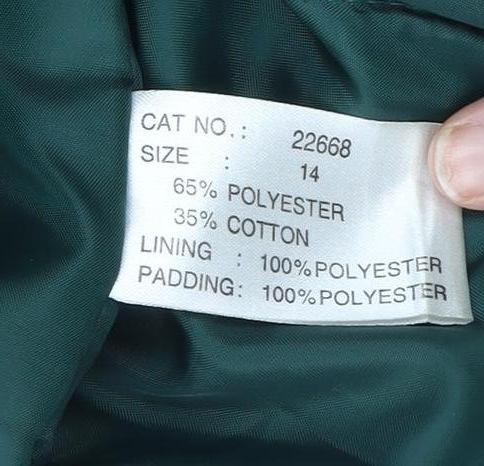 CAT NO.: 22668
SIZE : 14
65% POLYESTER
35% COTTON
LINING : 100% POLYESTER
PADDING: 100% POLYESTER